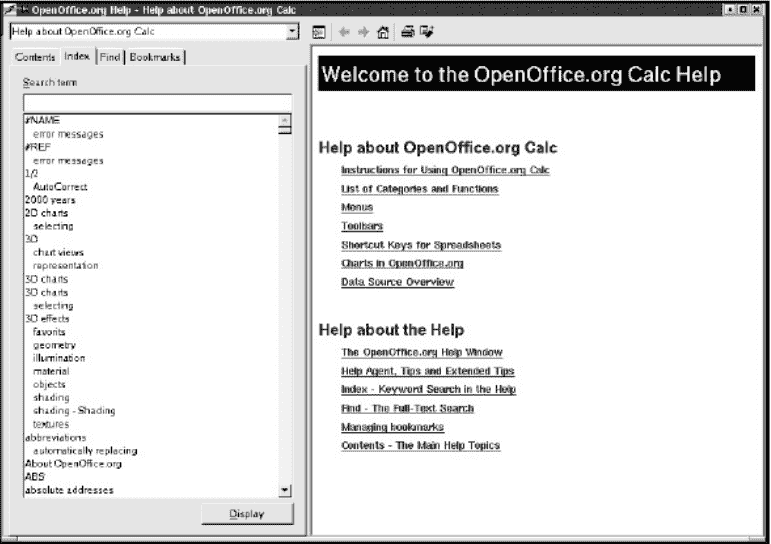 OpenOffice.org Help - Help about OpenOffice.org Calc
Help about OpenOffice.org Calc
Contents Index Find Bookmarks
Search term
#NAME
error messages
#REF
error messages
1/2
AutoCorrect
2000 years
2D charts
selecting
3D
chart views
representation
3D charts
3D charts
selecting
3D effects
favorits
geometry
illumination
material
objects
shading
shading - Shading
textures
abbreviations
automatically replacing
About OpenOffice.org
ABS
absolute addresses
Display
Welcome to the OpenOffice.org Calc Help
Help about OpenOffice.org Calc
Instructions for Using OpenOffice.org Calc
List of Categories and Functions
Menus
Toolbars
Shortcut Keys for Spreadsheets
Charts in OpenOffice.org
Data Source Overview
Help about the Help
The OpenOffice.org Help Window
Help Agent, Tips and Extended Tips
Index - Keyword Search in the Help
Find - The Full-Text Search
Managing bookmarks
Contents - The Main Help Topics